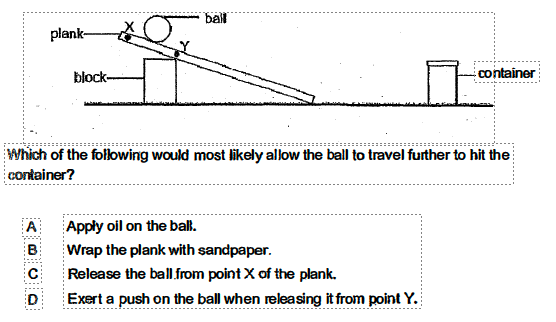 ball
X
plank
Y
block
container
Which of the following would most likely allow the ball to travel further to hit the
container?
A Apply oil on the ball.
B Wrap the plank with sandpaper.
C Release the ball from point X of the plank.
D Exert a push on the ball when releasing it from point Y.